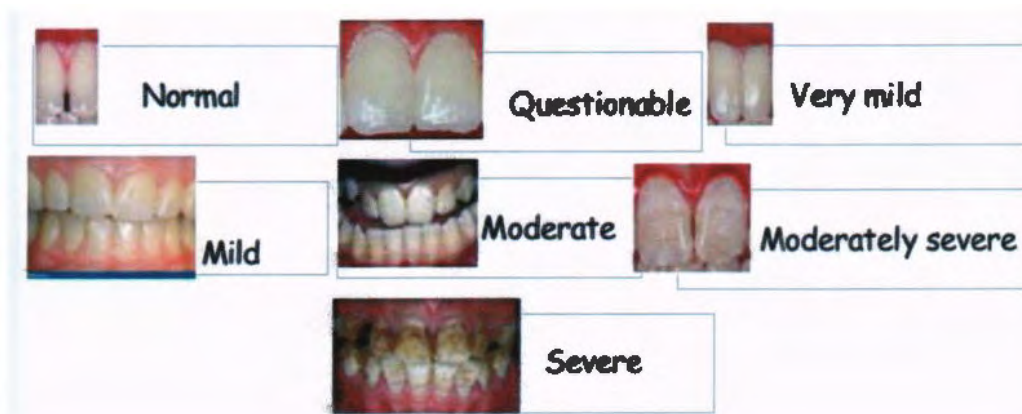 Normal
Questionable
Very mild
Mild
Moderate
Moderately severe
Severe